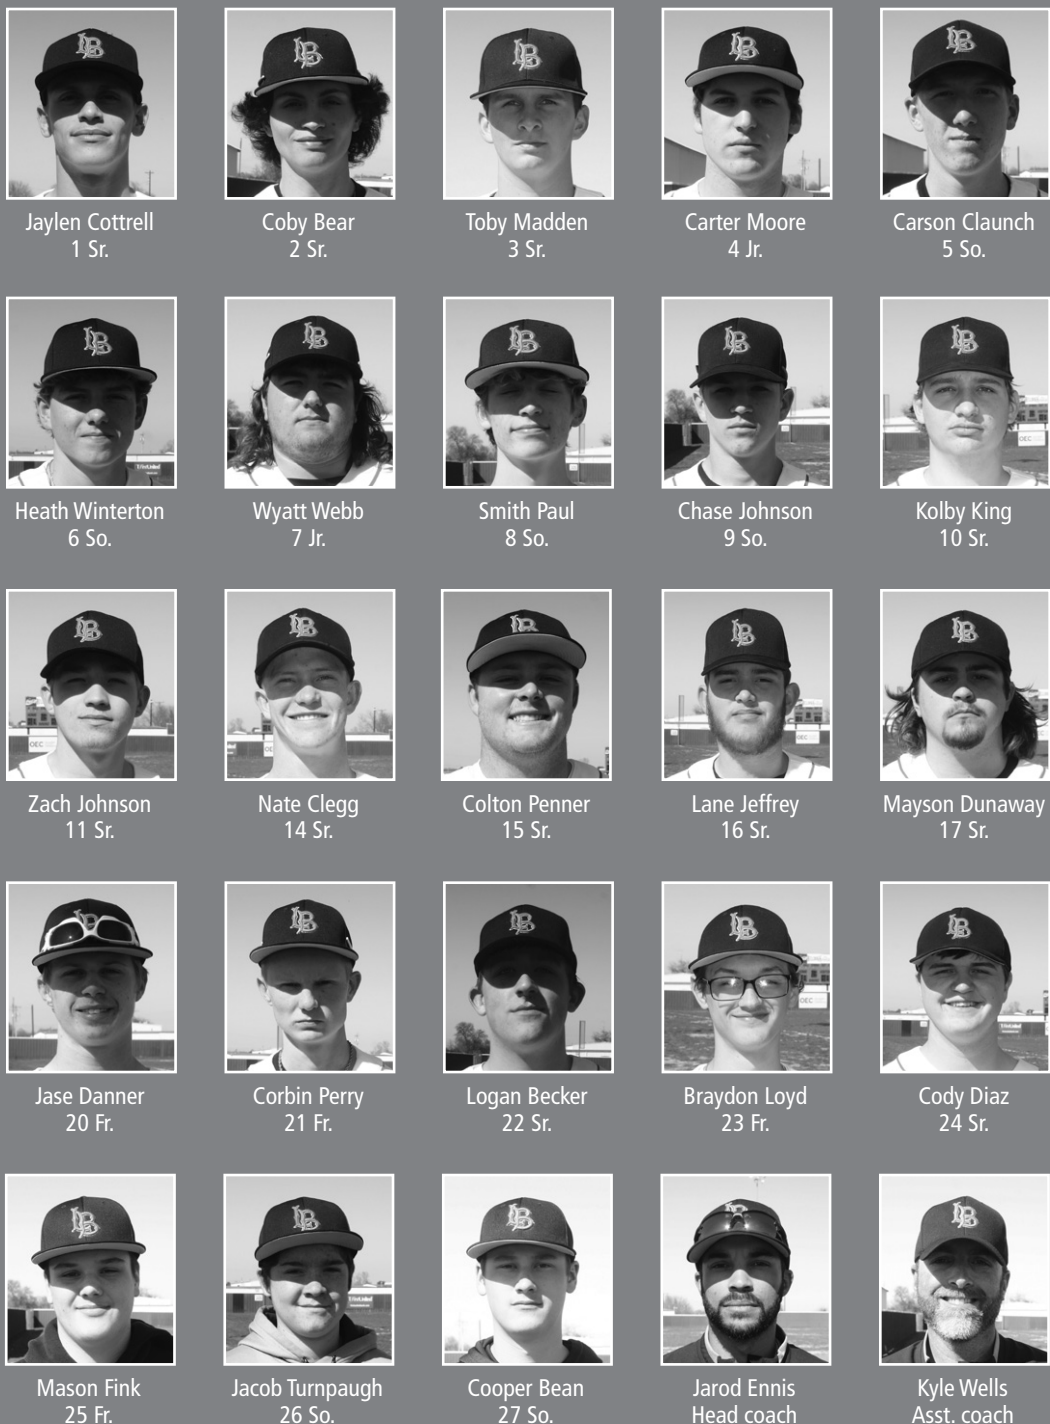 Jaylen Cottrell
1 Sr.
Coby Bear
2 Sr.
Toby Madden
3 Sr.
Carter Moore
4 Jr.
Carson Claunch
5 So.
Heath Winterton
6 So.
Wyatt Webb
7 Jr.
Smith Paul
8 So.
Chase Johnson
9 So.
Kolby King
10 Sr.
Zach Johnson
11 Sr.
Nate Clegg
14 Sr.
Colton Penner
15 Sr.
Lane Jeffrey
16 Sr.
Mayson Dunaway
17 Sr.
Jase Danner
20 Fr.
Corbin Perry
21 Fr.
Logan Becker
22 Sr.
Braydon Loyd
23 Fr.
Cody Diaz
24 Sr.
Mason Fink
25 Fr.
Jacob Turnpaugh
26 So.
Cooper Bean
27 So.
Jarod Ennis
Head coach
Kyle Wells
Asst. coach